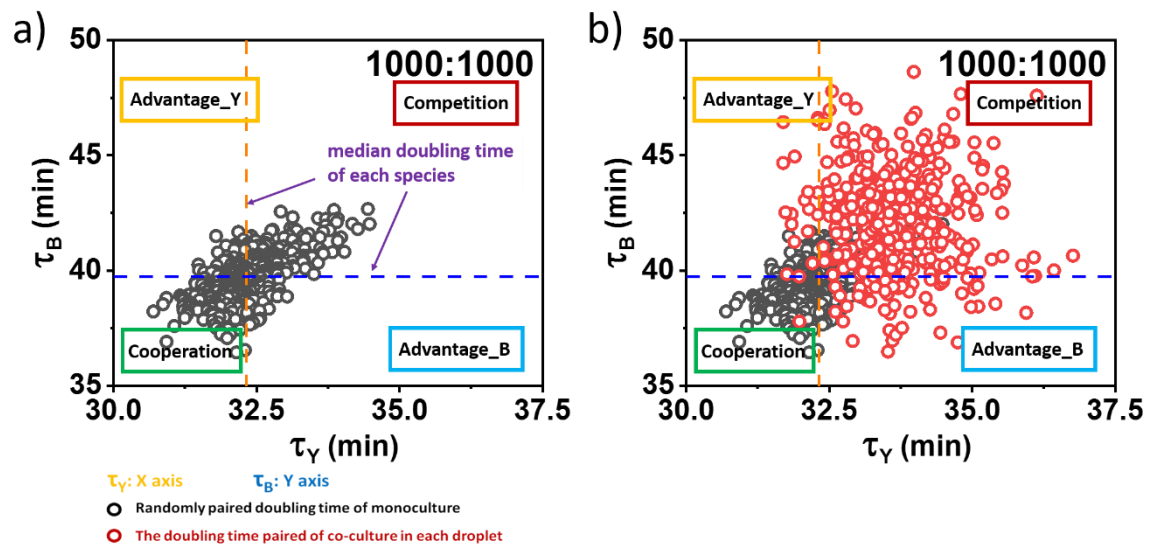 a)
50
1000:1000
Advantage_Y
Competition
median doubling time
of each species
45
τB (min)
40
Cooperation
Advantage_B
35
30.0 32.5 35.0 37.5
τY (min)
b)
50
1000:1000
Advantage_Y
Competition
45
τB (min)
40
Cooperation
Advantage_B
35
30.0 32.5 35.0 37.5
τY (min)
τY: X axis τB: Y axis
Randomly paired doubling time of monoculture
The doubling time paired of co-culture in each droplet